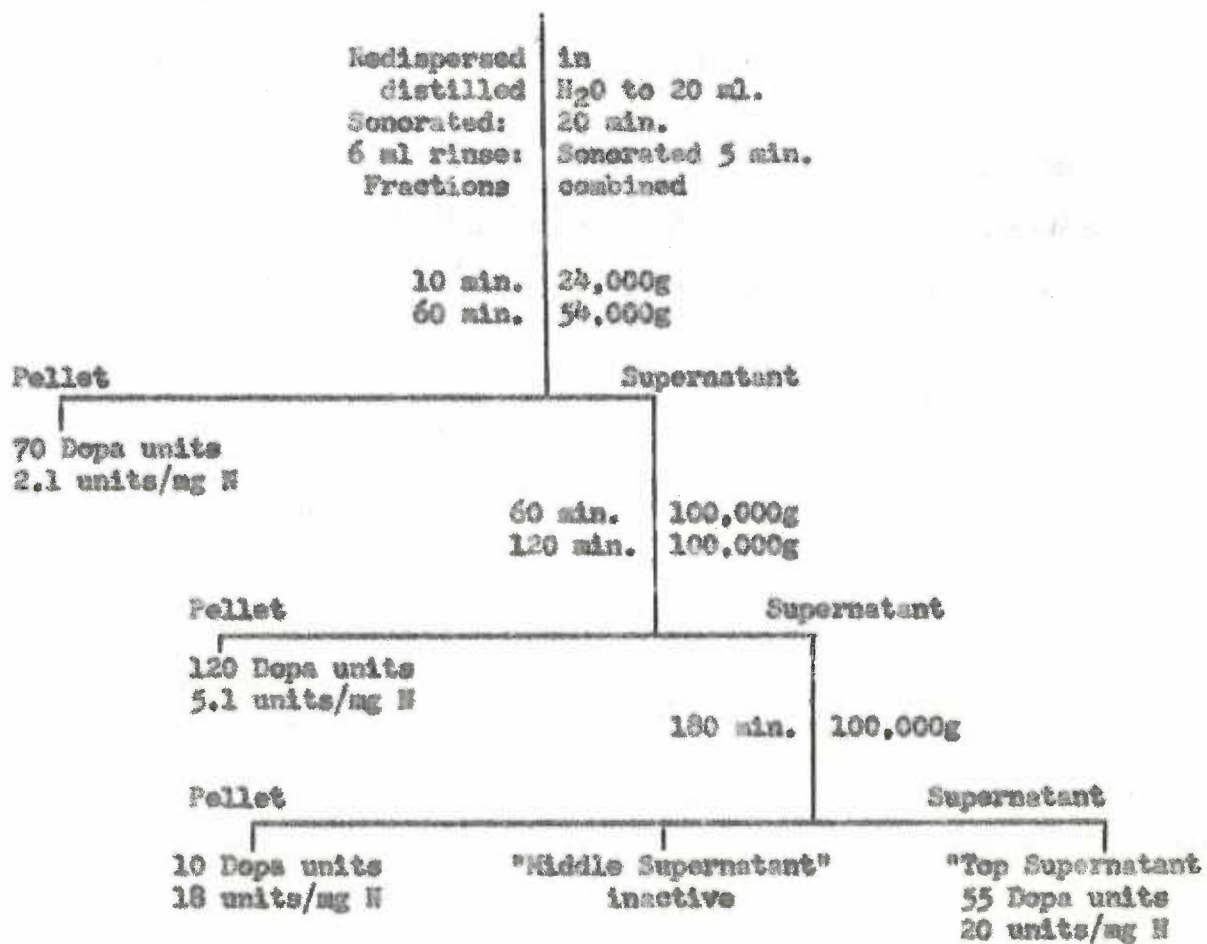 Redispersed in
distilled H2O to 20 ml.
Sonorated: 20 min.
6 ml rinse: Sonorated 5 min.
Fractions combined
10 min. 24,000g
60 min. 54,000g
Pellet Supernatant
70 Dopa units
2.1 units/mg N
60 min. 100,000g
120 min. 100,000g
Pellet Supernatant
120 Dopa units
5.1 units/mg N
180 min. 100,000g
Pellet Supernatant
10 Dopa units "Middle Supernatant" "Top Supernatant
18 units/mg N inactive 55 Dopa units
20 units/mg N